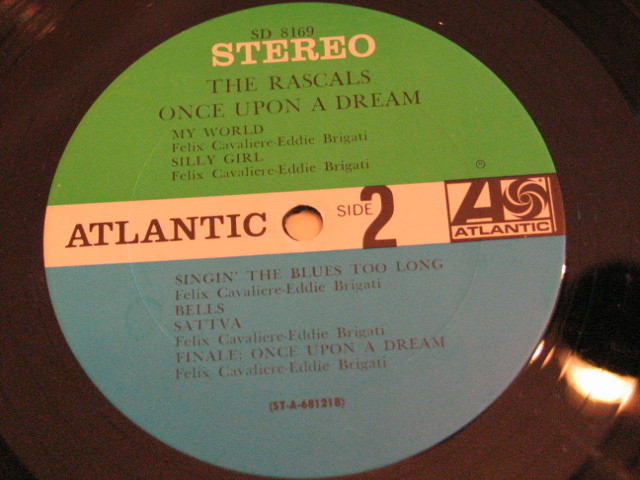 SD 8169
STEREO
THE RASCALS
ONCE UPON A DREAM
MY WORLD
Felix Cavaliere-Eddie Brigati
SILLY GIRL
Felix Cavaliere-Eddie Brigati
®
ATLANTIC
SIDE 2
ATLANTIC
SINGIN' THE BLUES TOO LONG
Felix Cavaliere-Eddie Brigati
BELLS
SATTVA
Felix Cavaliere-Eddie Brigati
FINALE: ONCE UPON A DREAM
Felix Cavaliere-Eddie Brigati
(ST-A-681218)